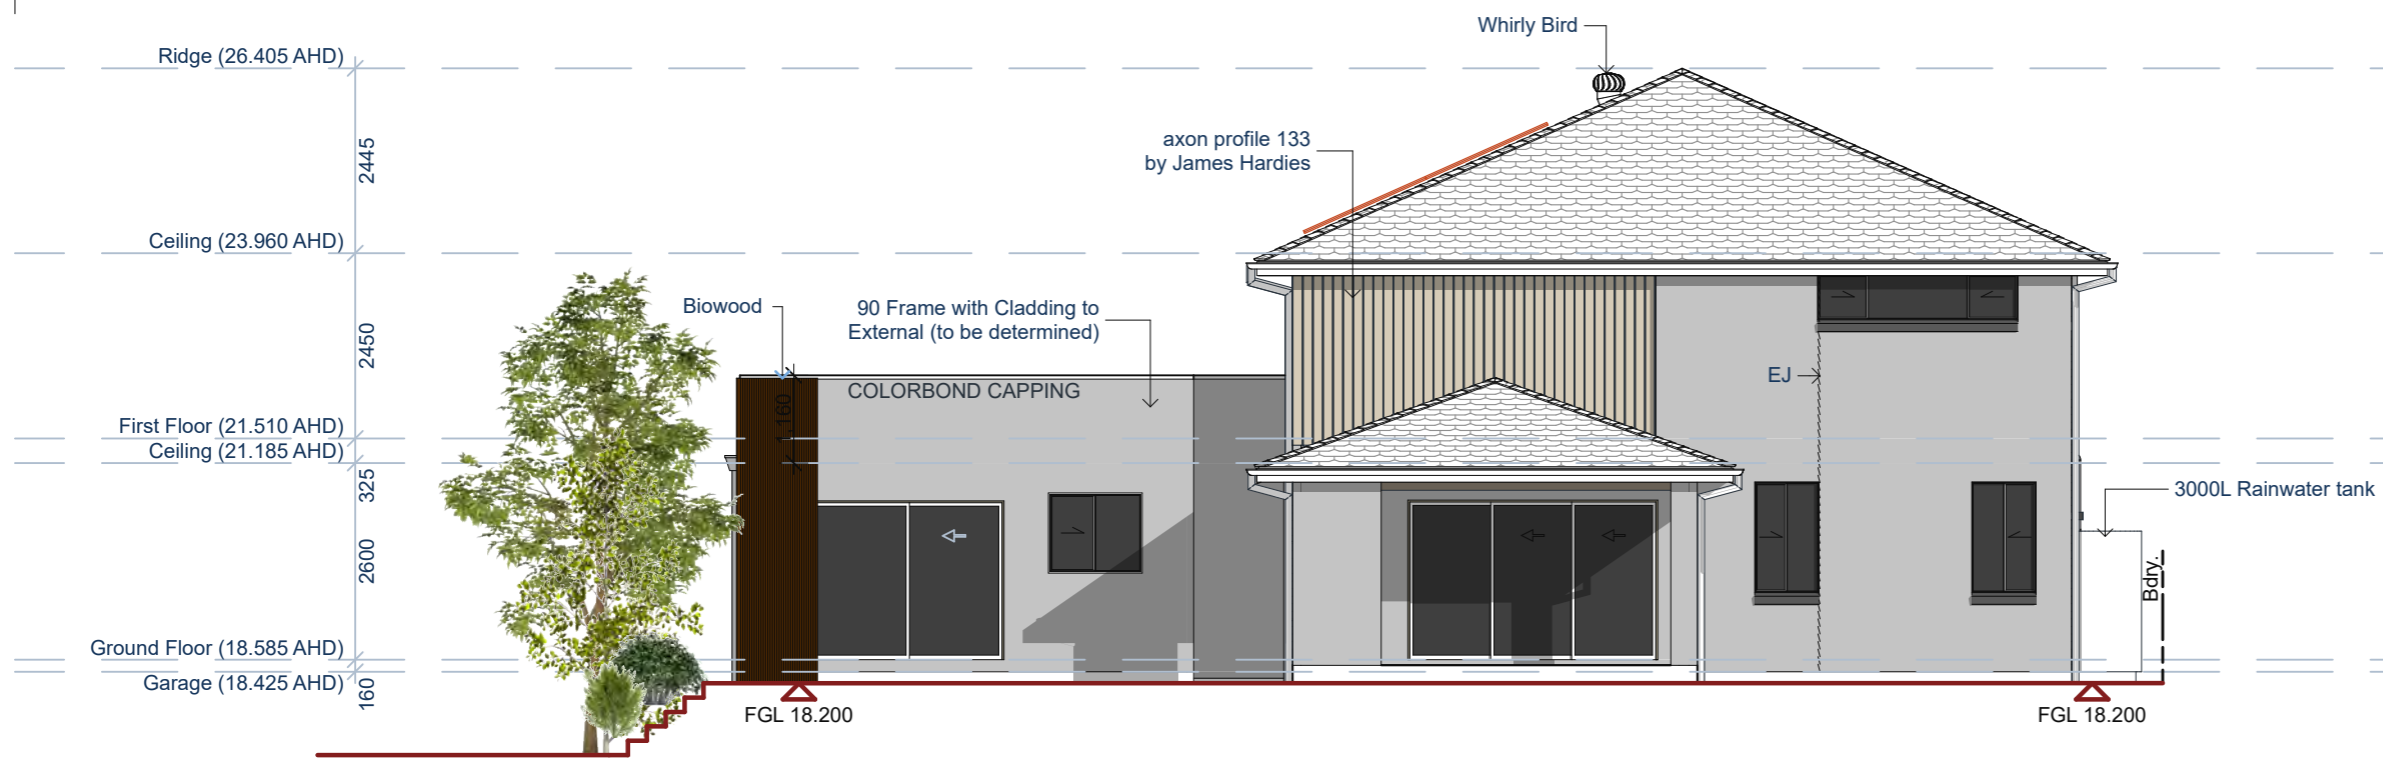 Whirly Bird
Ridge (26.405 AHD)
2445
axon profile 133
by James Hardies
Ceiling (23.960 AHD)
Biowood
90 Frame with Cladding to
External (to be determined)
2450
COLORBOND CAPPING
1,160
EJ
First Floor (21.510 AHD)
Ceiling (21.185 AHD)
325
3000L Rainwater tank
2600
Bdry.
Ground Floor (18.585 AHD)
Garage (18.425 AHD)
160
FGL 18.200
FGL 18.200